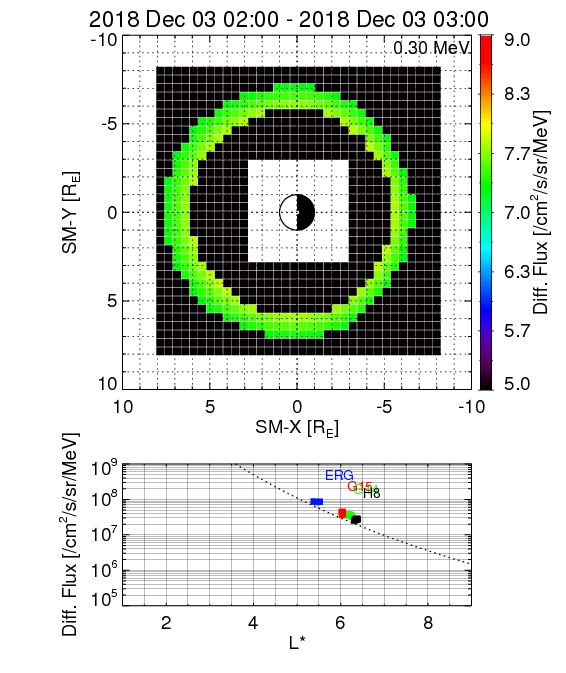 2018 Dec 03 02:00 - 2018 Dec 03 03:00
0.30 MeV
-10
-5
0
5
10
SM-Y [R_E]
10
5
0
-5
-10
SM-X [R_E]
9.0
8.3
7.7
7.0
6.3
5.7
5.0
Diff. Flux [/cm²/s/sr/MeV]
10⁹
10⁸
10⁷
10⁶
10⁵
Diff. Flux [/cm²/s/sr/MeV]
ERG
G15
H8
2
4
6
8
L*